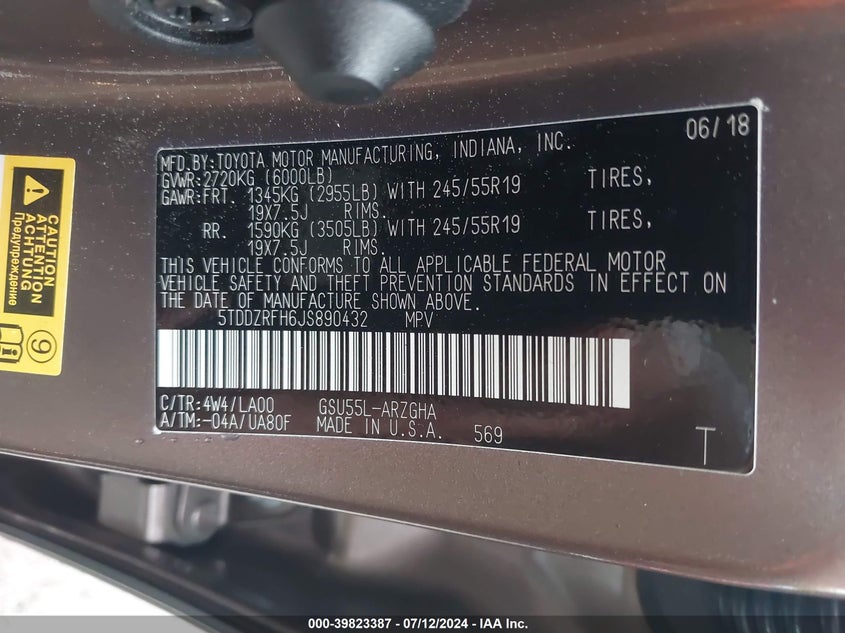 06/18
MFD.BY:TOYOTA MOTOR MANUFACTURING, INDIANA, INC.
GVWR:2720KG (6000LB)
GAWR:FRT. 1345KG (2955LB) WITH 245/55R19 TIRES,
19X7.5J RIMS.
RR. 1590KG (3505LB) WITH 245/55R19 TIRES,
19X7.5J RIMS.
THIS VEHICLE CONFORMS TO ALL APPLICABLE FEDERAL MOTOR
VEHICLE SAFETY AND THEFT PREVENTION STANDARDS IN EFFECT ON
THE DATE OF MANUFACTURE SHOWN ABOVE.
5TDDZRFH6JS890432 MPV
C/TR:4W4/LA00 GSU55L-ARZGHA
A/TM:-04A/UA80F MADE IN U.S.A. 569
T
CAUTION
ATTENTION
ACHTUNG
Предупреждение
9
000-39823387 - 07/12/2024 - IAA Inc.